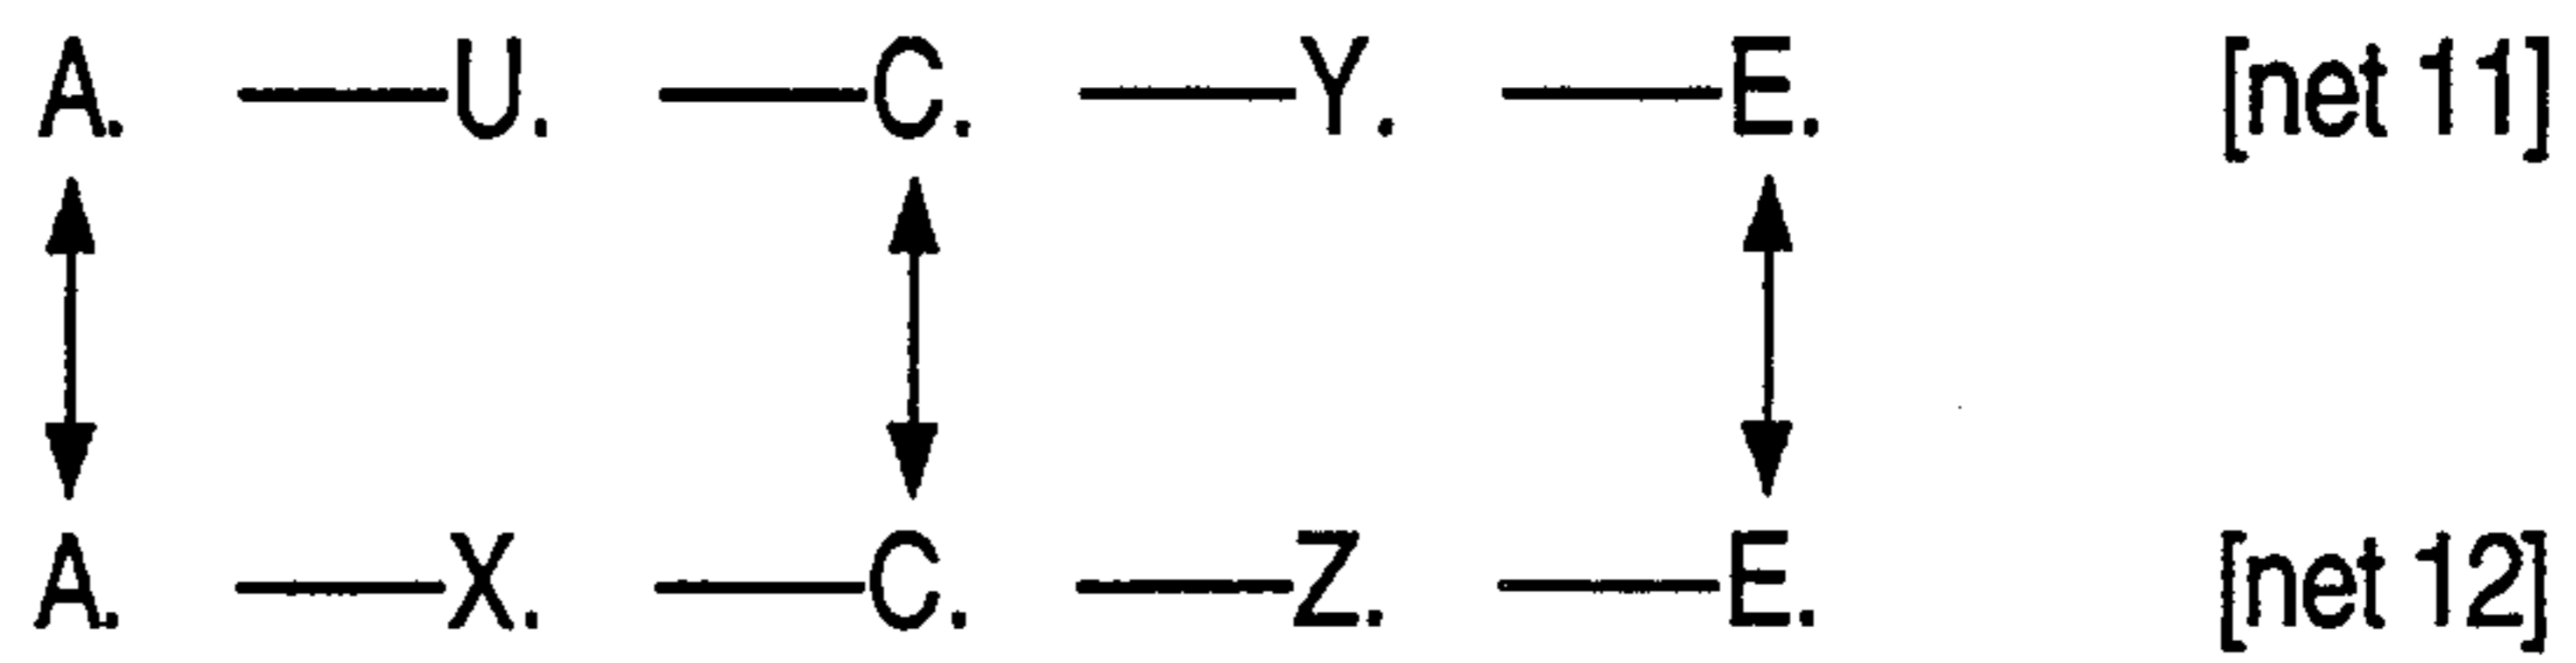 A. U. C. Y. E. [net 11]
A. X. C. Z. E. [net 12]